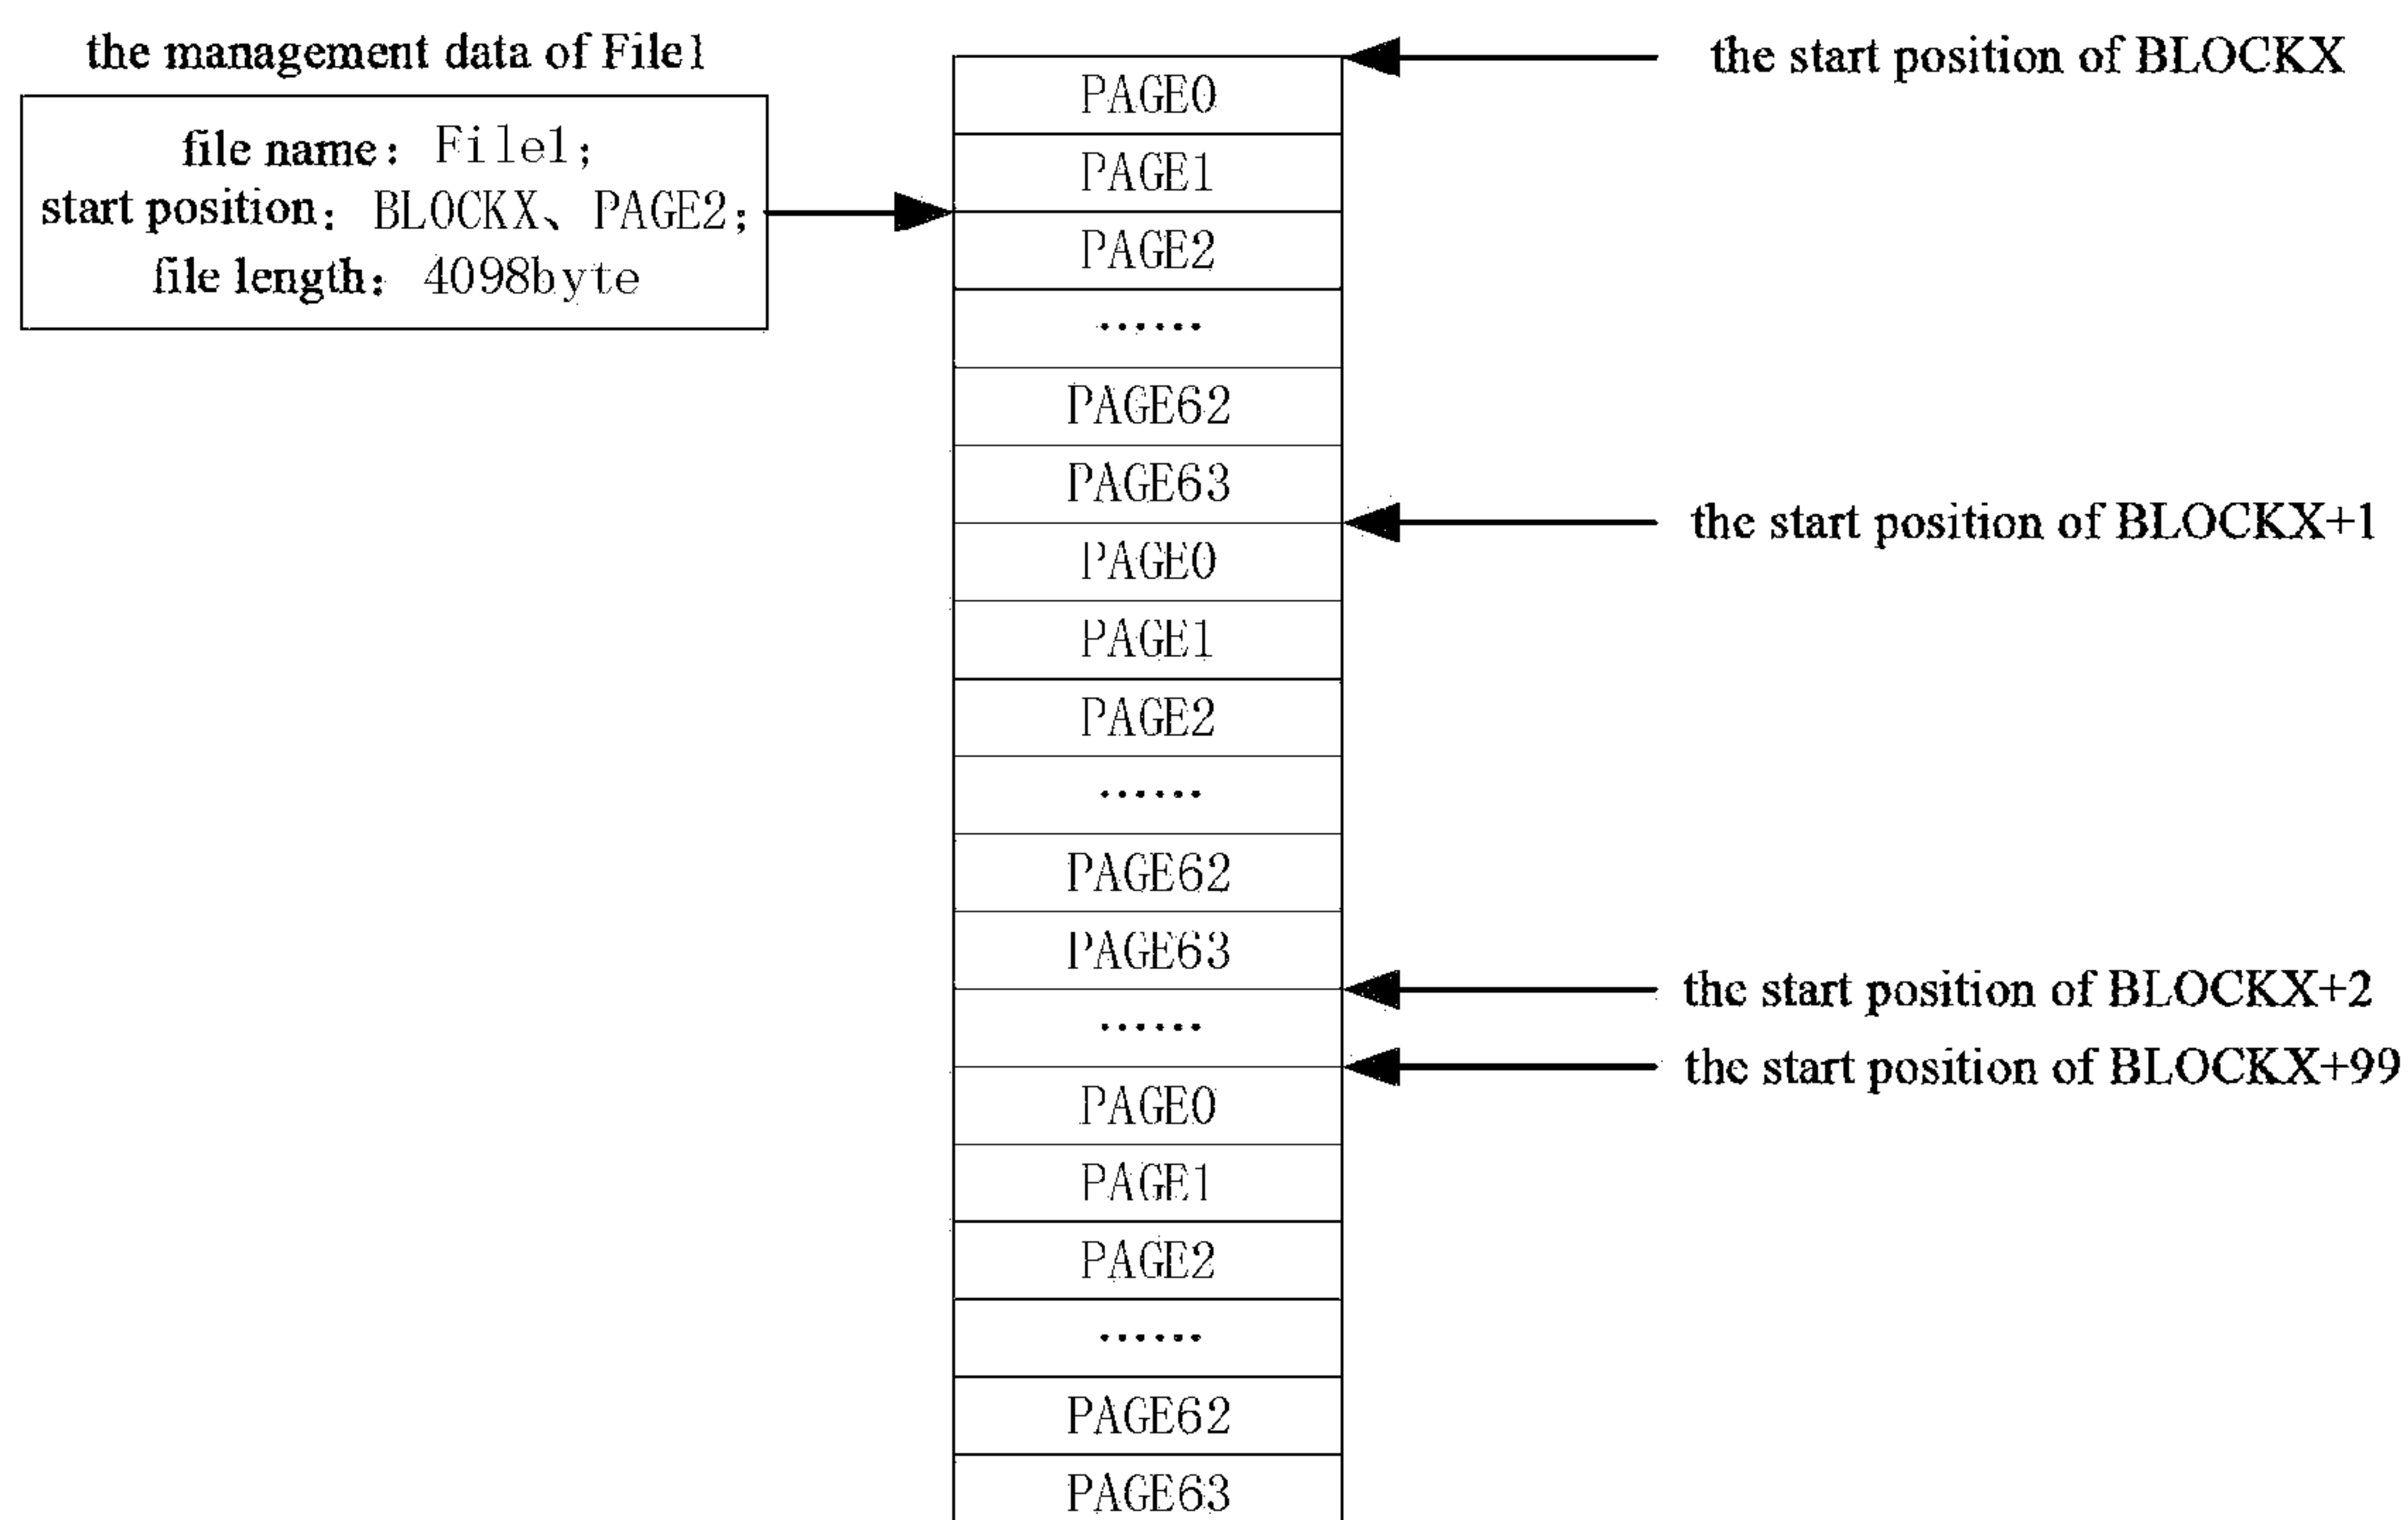 the management data of File1
file name：File1；
start position：BLOCKX、PAGE2；
file length：4098byte
PAGE0
PAGE1
PAGE2
……
PAGE62
PAGE63
PAGE0
PAGE1
PAGE2
……
PAGE62
PAGE63
……
PAGE0
PAGE1
PAGE2
……
PAGE62
PAGE63
the start position of BLOCKX
the start position of BLOCKX+1
the start position of BLOCKX+2
the start position of BLOCKX+99